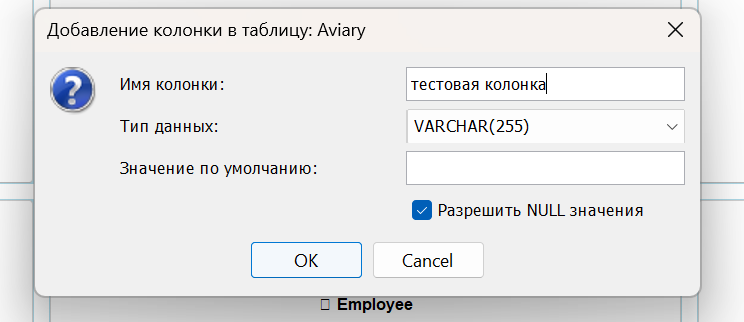 Добавление колонки в таблицу: Aviary
Имя колонки: тестовая колонка
Тип данных: VARCHAR(255)
Значение по умолчанию:
Разрешить NULL значения
OK Cancel
Employee